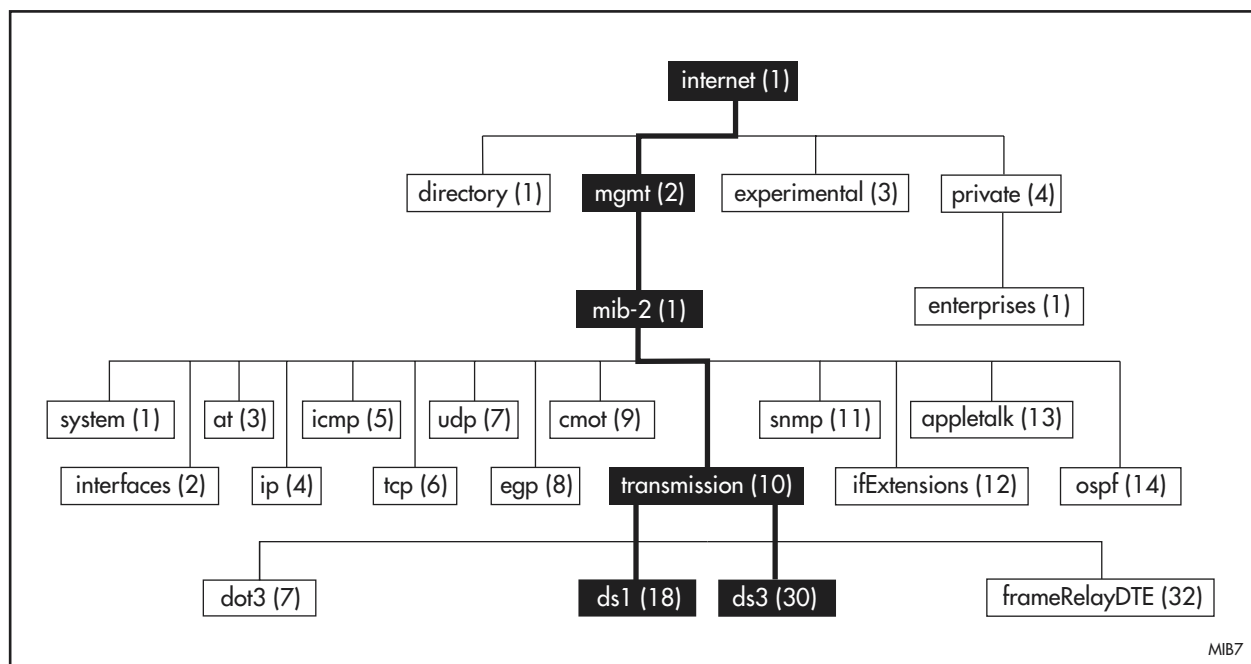 internet (1)
directory (1)
mgmt (2)
experimental (3)
private (4)
mib-2 (1)
enterprises (1)
system (1)
at (3)
icmp (5)
udp (7)
cmot (9)
snmp (11)
appletalk (13)
interfaces (2)
ip (4)
tcp (6)
egp (8)
transmission (10)
ifExtensions (12)
ospf (14)
dot3 (7)
ds1 (18)
ds3 (30)
frameRelayDTE (32)
MIB7